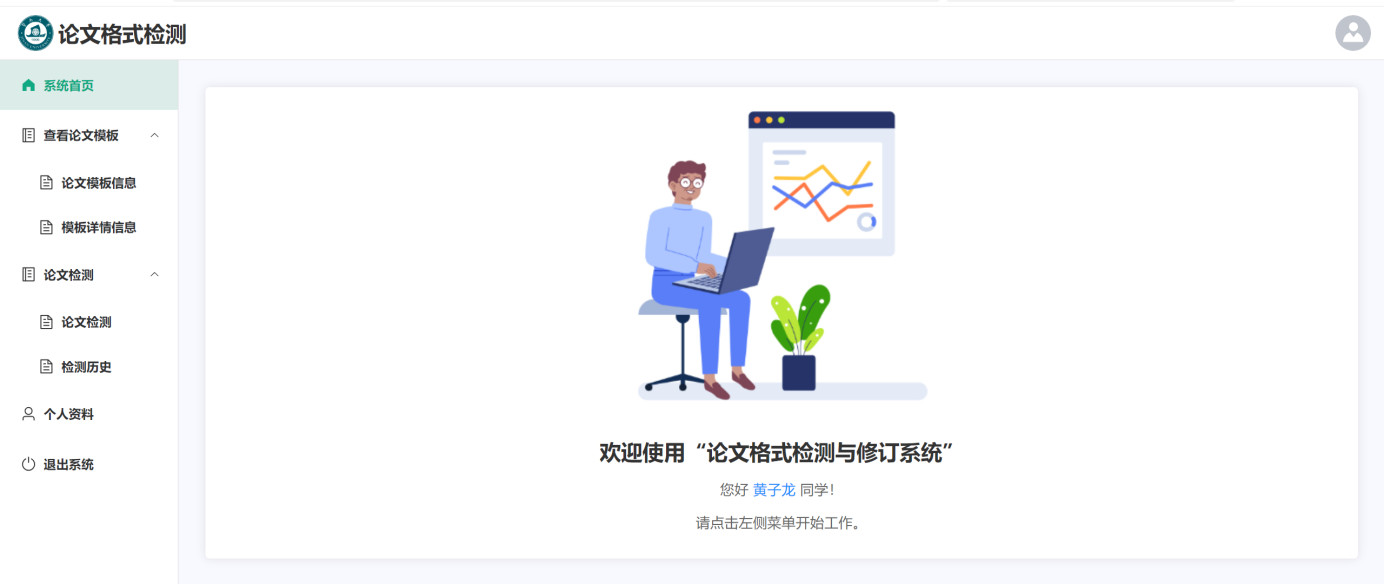 论文格式检测
系统首页
查看论文模板
论文模板信息
模板详情信息
论文检测
论文检测
检测历史
个人资料
退出系统
欢迎使用“论文格式检测与修订系统”
您好 黄子龙 同学！
请点击左侧菜单开始工作。